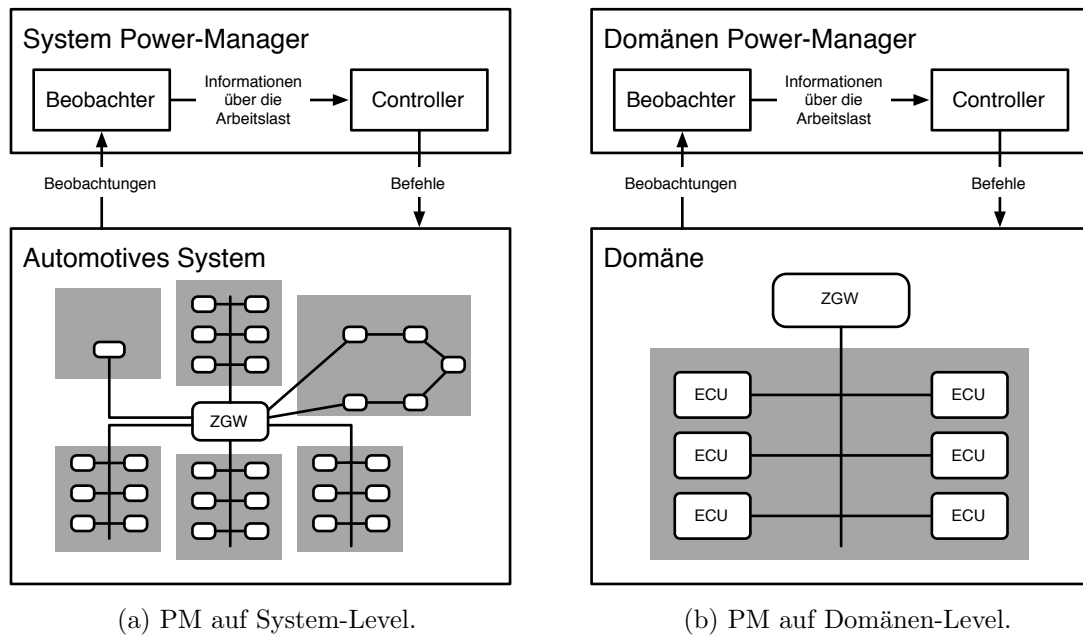 System Power-Manager
Beobachter
Informationen
über die
Arbeitslast
Controller
Beobachtungen
Befehle
Automotives System
ZGW
(a) PM auf System-Level.
Domänen Power-Manager
Beobachter
Informationen
über die
Arbeitslast
Controller
Beobachtungen
Befehle
Domäne
ZGW
ECU
ECU
ECU
ECU
ECU
ECU
(b) PM auf Domänen-Level.